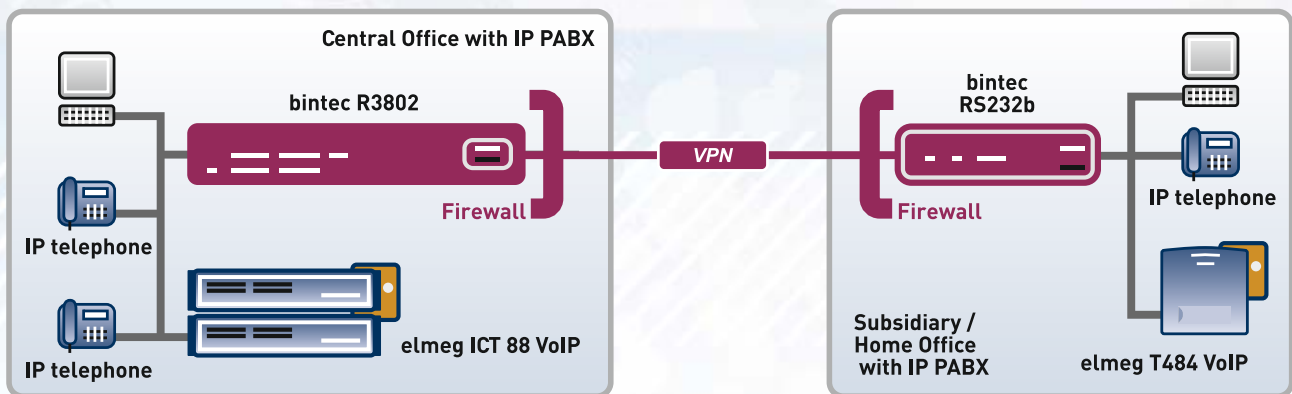 Central Office with IP PABX
bintec R3802
Firewall
IP telephone
IP telephone
elmeg ICT 88 VoIP
VPN
bintec
RS232b
Firewall
IP telephone
Subsidiary /
Home Office
with IP PABX
elmeg T484 VoIP